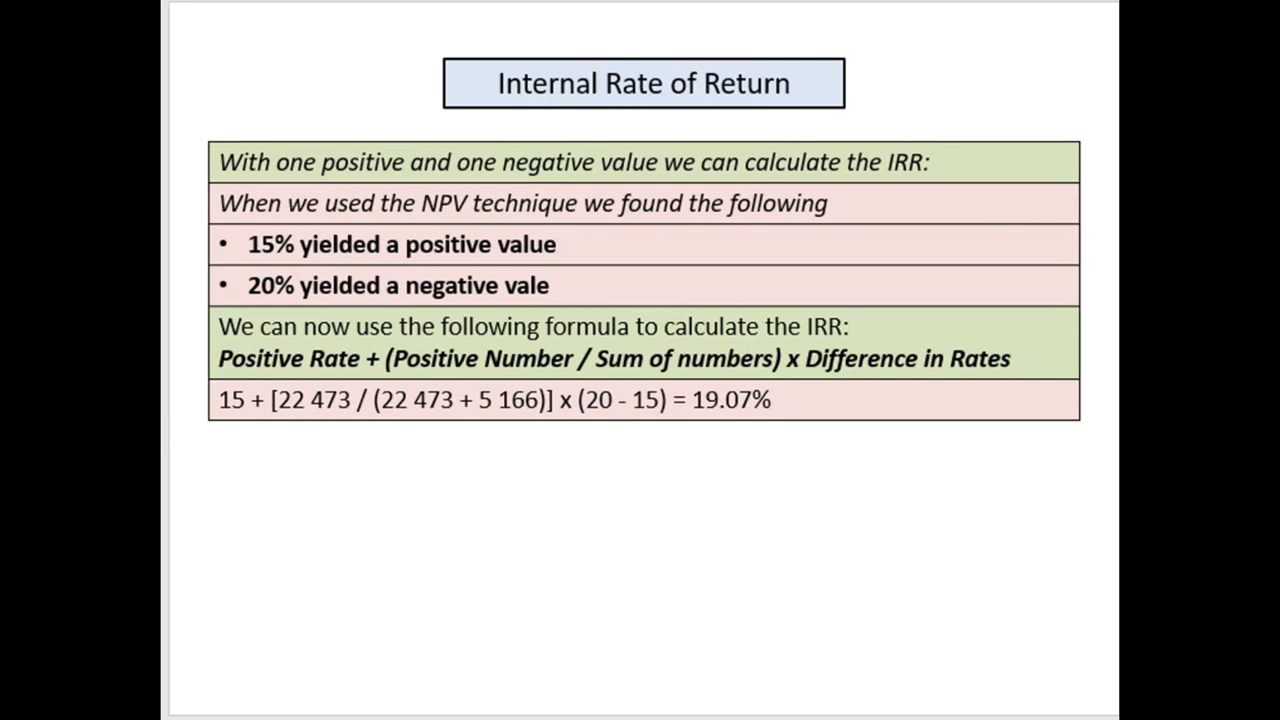 Internal Rate of Return
With one positive and one negative value we can calculate the IRR:
When we used the NPV technique we found the following
• 15% yielded a positive value
• 20% yielded a negative vale
We can now use the following formula to calculate the IRR:
Positive Rate + (Positive Number / Sum of numbers) x Difference in Rates
15 + [22 473 / (22 473 + 5 166)] x (20 - 15) = 19.07%